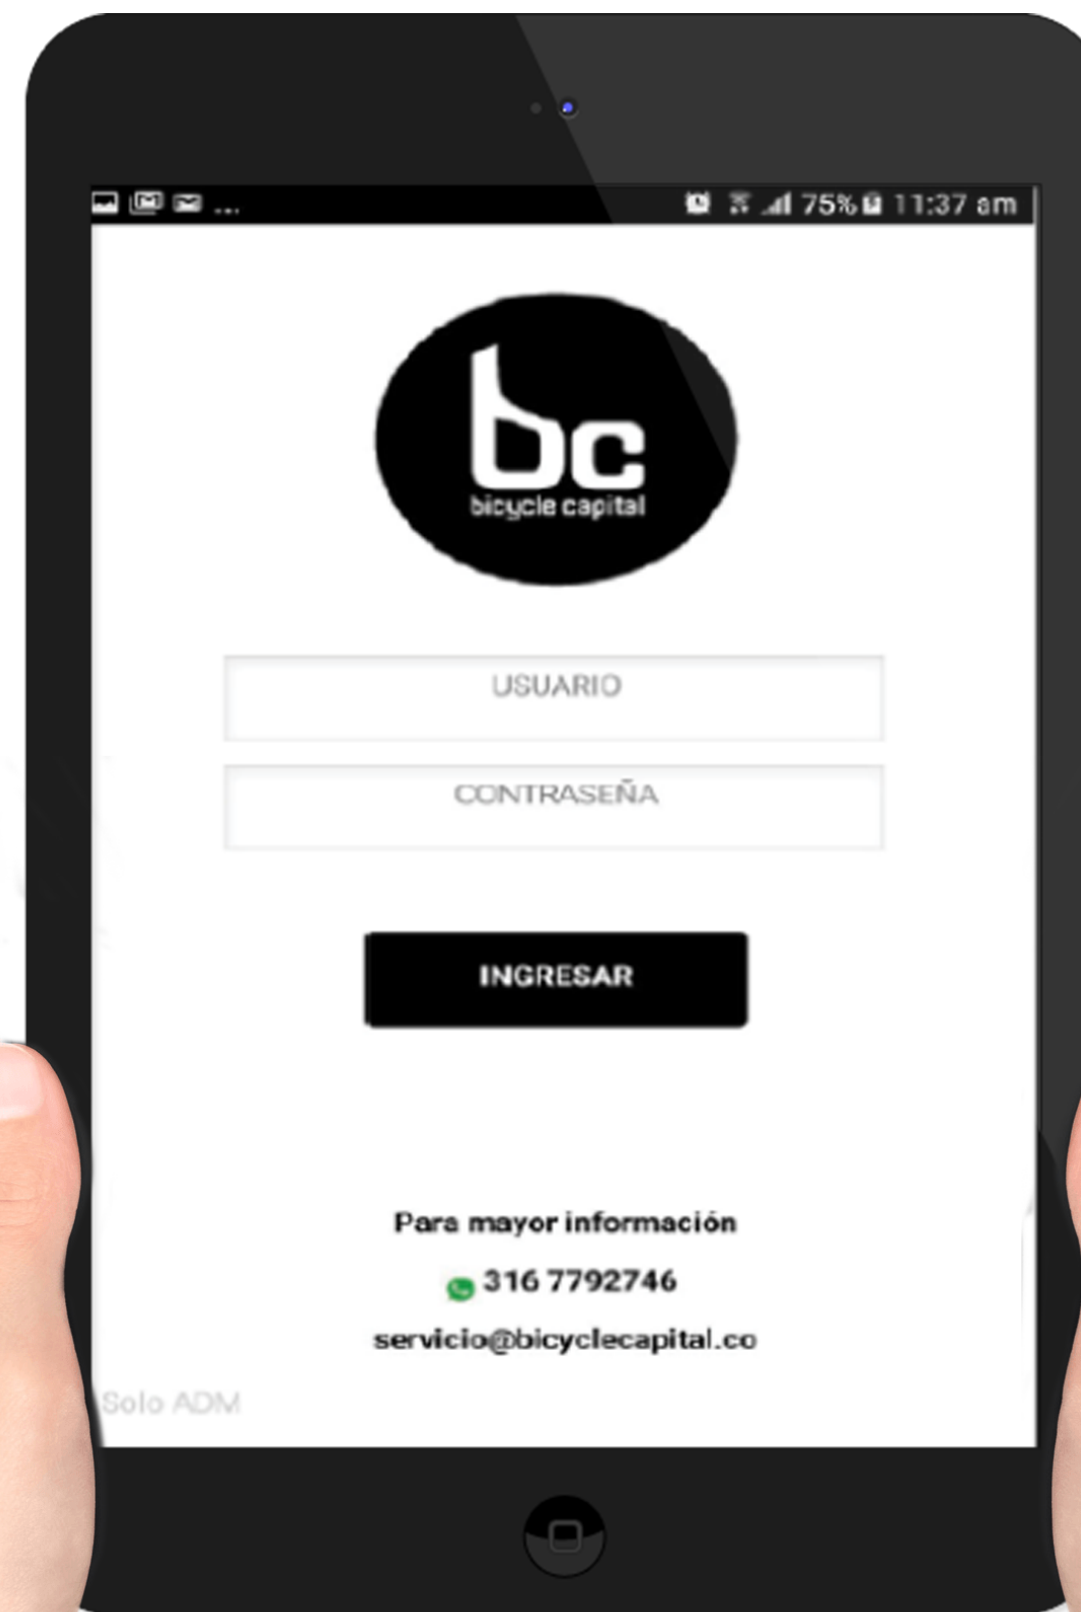 ... 75% 11:37 am
bc
bicycle capital
USUARIO
CONTRASEÑA
INGRESAR
Para mayor información
316 7792746
servicio@bicyclecapital.co
Solo ADM